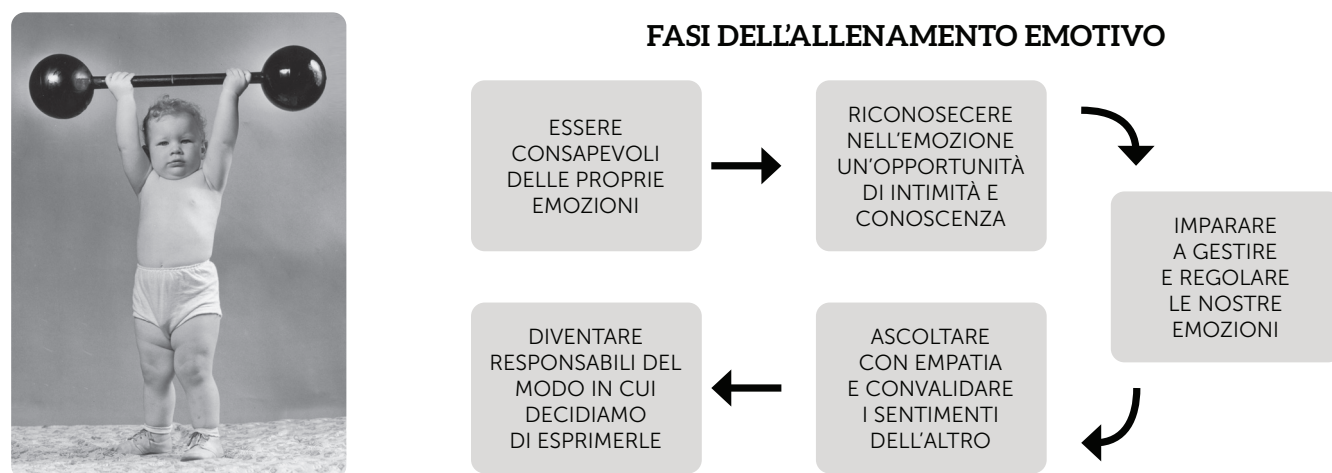 FASI DELL'ALLENAMENTO EMOTIVO
ESSERE
CONSAPEVOLI
DELLE PROPRIE
EMOZIONI
RICONOSECERE
NELL'EMOZIONE
UN'OPPORTUNITÀ
DI INTIMITÀ E
CONOSCENZA
IMPARARE
A GESTIRE
E REGOLARE
LE NOSTRE
EMOZIONI
ASCOLTARE
CON EMPATIA
E CONVALIDARE
I SENTIMENTI
DELL'ALTRO
DIVENTARE
RESPONSABILI DEL
MODO IN CUI
DECIDIAMO
DI ESPRIMERLE